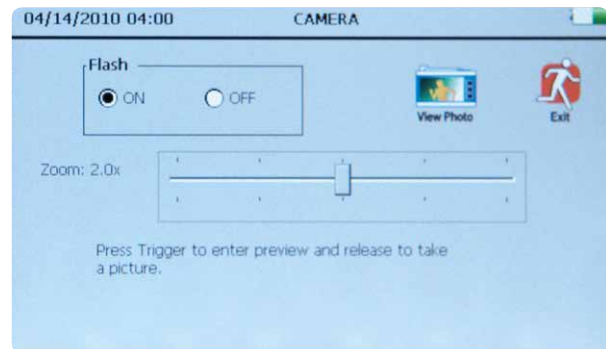 04/14/2010 04:00 CAMERA
Flash
ON OFF
View Photo Exit
Zoom: 2.0x
Press Trigger to enter preview and release to take
a picture.